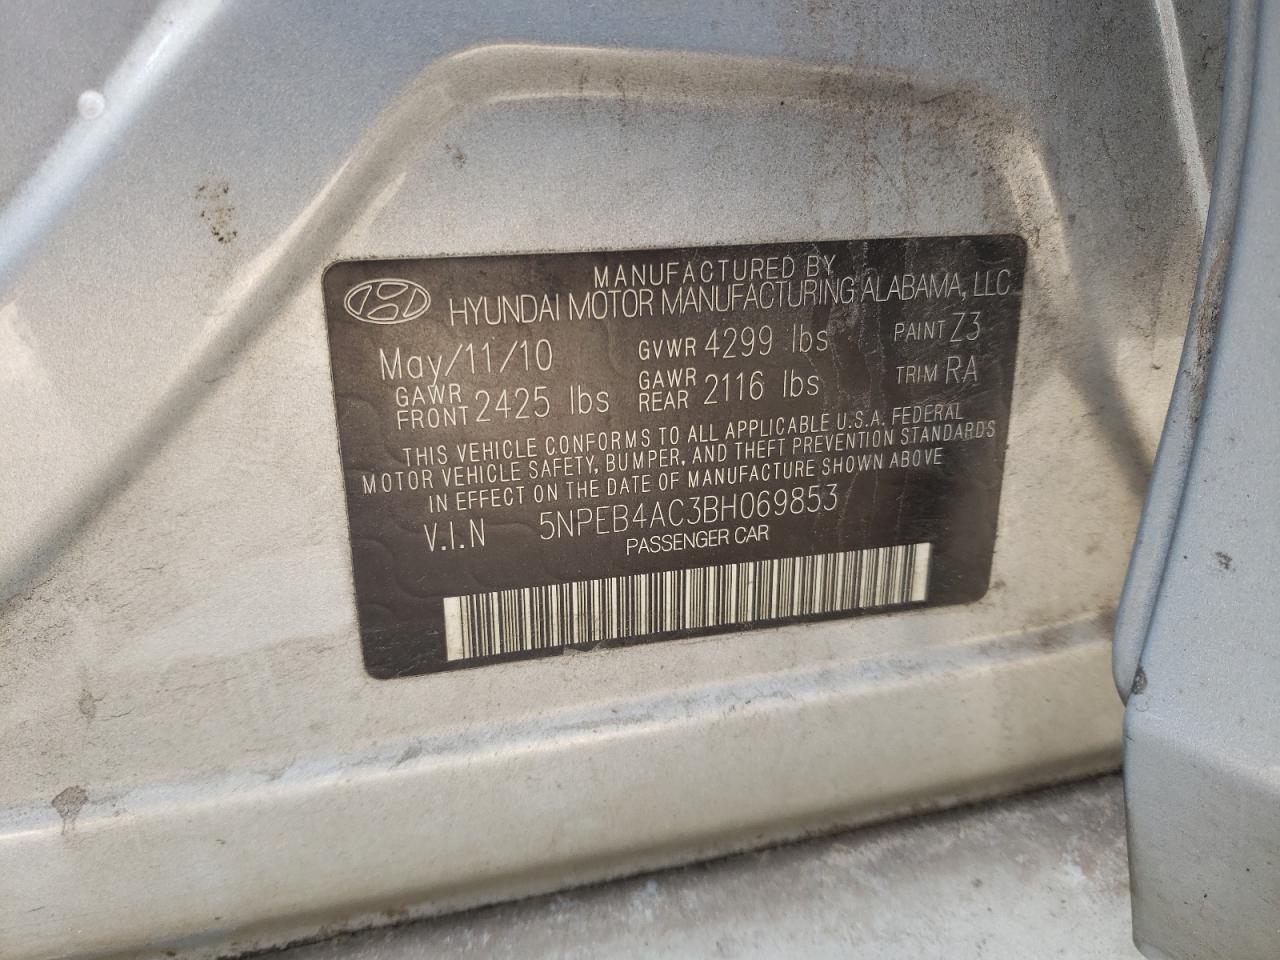 MANUFACTURED BY
HYUNDAI MOTOR MANUFACTURING ALABAMA, LLC
May/11/10 GVWR 4299 lbs PAINT Z3
GAWR FRONT 2425 lbs GAWR REAR 2116 lbs TRIM RA
THIS VEHICLE CONFORMS TO ALL APPLICABLE U.S.A. FEDERAL
MOTOR VEHICLE SAFETY, BUMPER, AND THEFT PREVENTION STANDARDS
IN EFFECT ON THE DATE OF MANUFACTURE SHOWN ABOVE
V.I.N 5NPEB4AC3BH069853
PASSENGER CAR